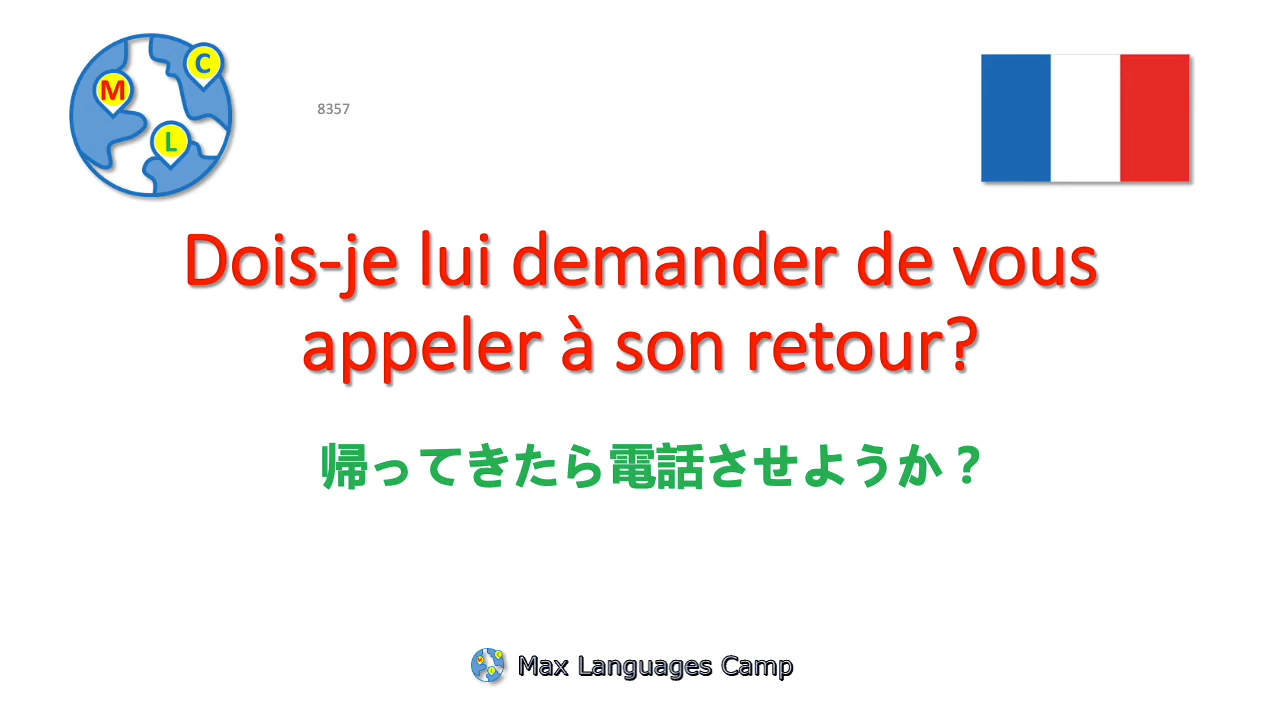 M
C
L
8357
Dois-je lui demander de vous
appeler à son retour?
帰ってきたら電話させようか？
Max Languages Camp